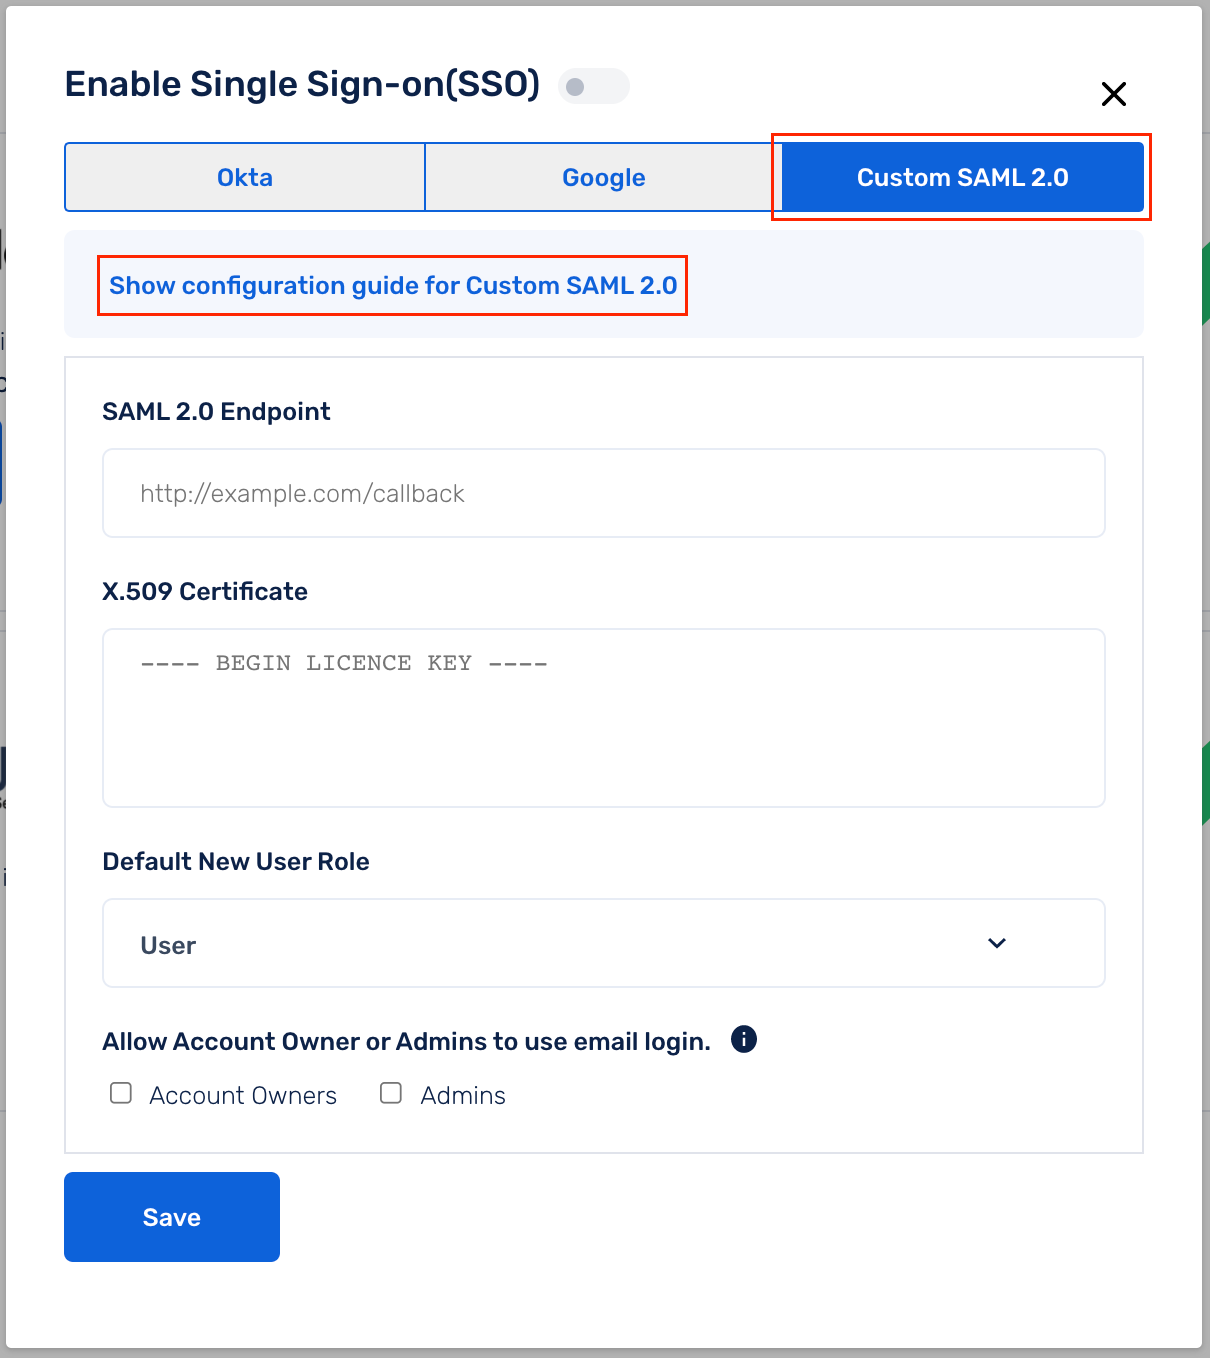 Enable Single Sign-on(SSO)
Okta
Google
Custom SAML 2.0
Show configuration guide for Custom SAML 2.0
SAML 2.0 Endpoint
http://example.com/callback
X.509 Certificate
---- BEGIN LICENCE KEY ----
Default New User Role
User
Allow Account Owner or Admins to use email login.
Account Owners
Admins
Save